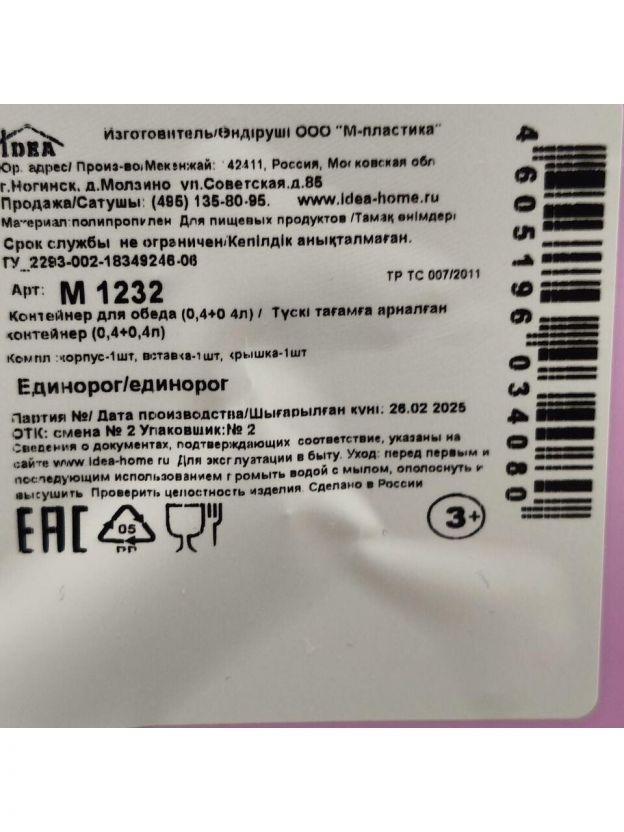 IDEA
Изготовитель/Өндіруші ООО "М-пластика"
Юр. адрес/ Произ-во/Мекенжай: 142411, Россия, Московская обл
г.Ногинск, д.Молзино ул.Советская.д.85
Продажа/Сатушы: (495) 135-80-95. www.idea-home.ru
Материал:полипропилен Для пищевых продуктов /Тамақ өнімдері
Срок службы не ограничен/Кепілдік анықталмаған.
ТУ_2293-002-18349246-06
ТР ТС 007/2011
Арт: М 1232
Контейнер для обеда (0,4+0 4л) / Түскі тағамға арналған
контейнер (0,4+0,4л)
Компл :корпус-1шт, вставка-1шт, крышка-1шт
Единорог/единорог
Партия №/ Дата производства/Шығарылған күні: 26.02 2025
ОТК: смена № 2 Упаковщик:№ 2
Сведения о документах, подтверждающих соответствие, указаны на
сайте www idea-home ru Для эксплуатации в быту. Уход: перед первым и
последующим использованием промыть водой с мылом, ополоснуть и
высушить Проверить целостность изделия. Сделано в России
EAC
05
PP
3+
4605196034080